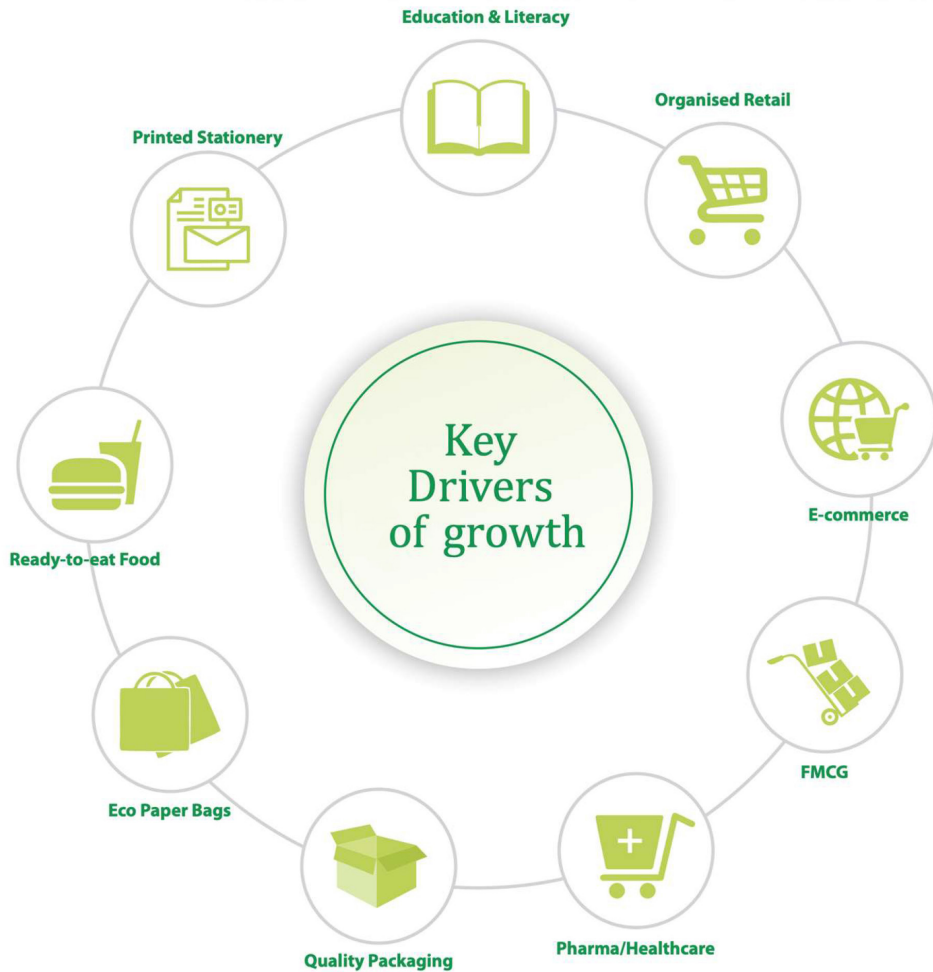 Education & Literacy
Organised Retail
Printed Stationery
Key
Drivers
of growth
E-commerce
Ready-to-eat Food
FMCG
Eco Paper Bags
Pharma/Healthcare
Quality Packaging